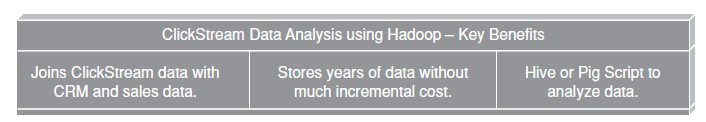 ClickStream Data Analysis using Hadoop – Key Benefits
Joins ClickStream data with
CRM and sales data.
Stores years of data without
much incremental cost.
Hive or Pig Script to
analyze data.